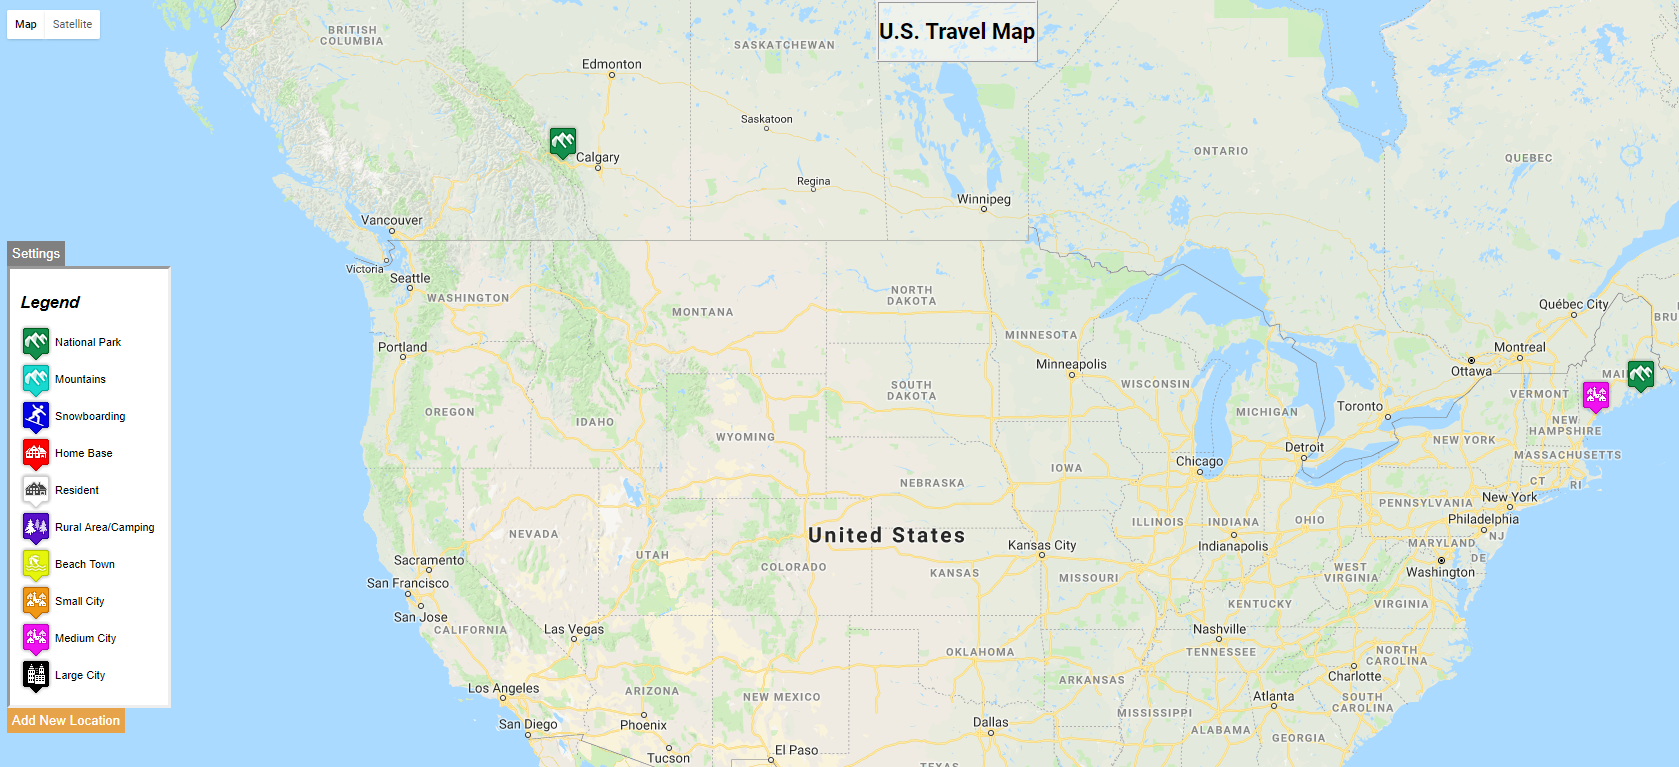 Map
Satellite
U.S. Travel Map
BRITISH
COLUMBIA
SASKATCHEWAN
Edmonton
Saskatoon
Calgary
ONTARIO
QUEBEC
Regina
Winnipeg
Vancouver
Settings
Victoria
Seattle
WASHINGTON
Legend
National Park
Mountains
Snowboarding
Home Base
Resident
Rural Area/Camping
Beach Town
Small City
Medium City
Large City
Add New Location
NORTH
DAKOTA
MONTANA
Québec City
MINNESOTA
Portland
Montreal
Minneapolis
Ottawa
SOUTH
DAKOTA
WISCONSIN
VERMONT
Toronto
OREGON
IDAHO
MICHIGAN
NEW
HAMPSHIRE
WYOMING
NEW YORK
Detroit
MASSACHUSETTS
Chicago
IOWA
NEBRASKA
CT
RI
PENNSYLVANIA
New York
Philadelphia
NEVADA
United States
ILLINOIS
INDIANA
OHIO
NJ
Indianapolis
Kansas City
MARYLAND
DE
UTAH
Sacramento
COLORADO
KANSAS
MISSOURI
WEST
VIRGINIA
Washington
San Francisco
KENTUCKY
VIRGINIA
San Jose
CALIFORNIA
Las Vegas
Nashville
TENNESSEE
OKLAHOMA
NORTH
CAROLINA
Charlotte
Los Angeles
ARIZONA
NEW MEXICO
ARKANSAS
Atlanta
SOUTH
CAROLINA
San Diego
Phoenix
Dallas
MISSISSIPPI
ALABAMA
GEORGIA
El Paso
Tucson
TEXAS